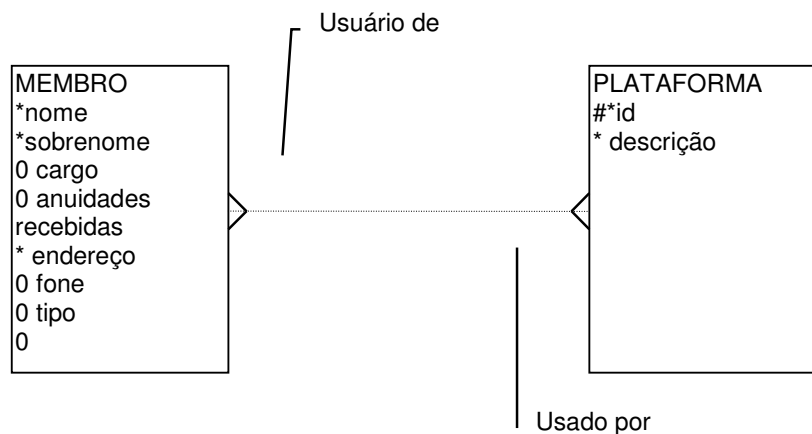 Usuário de
MEMBRO
*nome
*sobrenome
0 cargo
0 anuidades
recebidas
* endereço
0 fone
0 tipo
0
PLATAFORMA
#*id
* descrição
Usado por